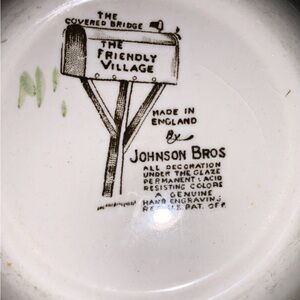 THE
COVERED BRIDGE
THE
FRIENDLY
VILLAGE
MADE IN
ENGLAND
By
JOHNSON BROS
ALL DECORATION
UNDER THE GLAZE
PERMANENT & ACID
RESISTING COLORS
A GENUINE
HAND ENGRAVING
REG. U.S. PAT. OFF.